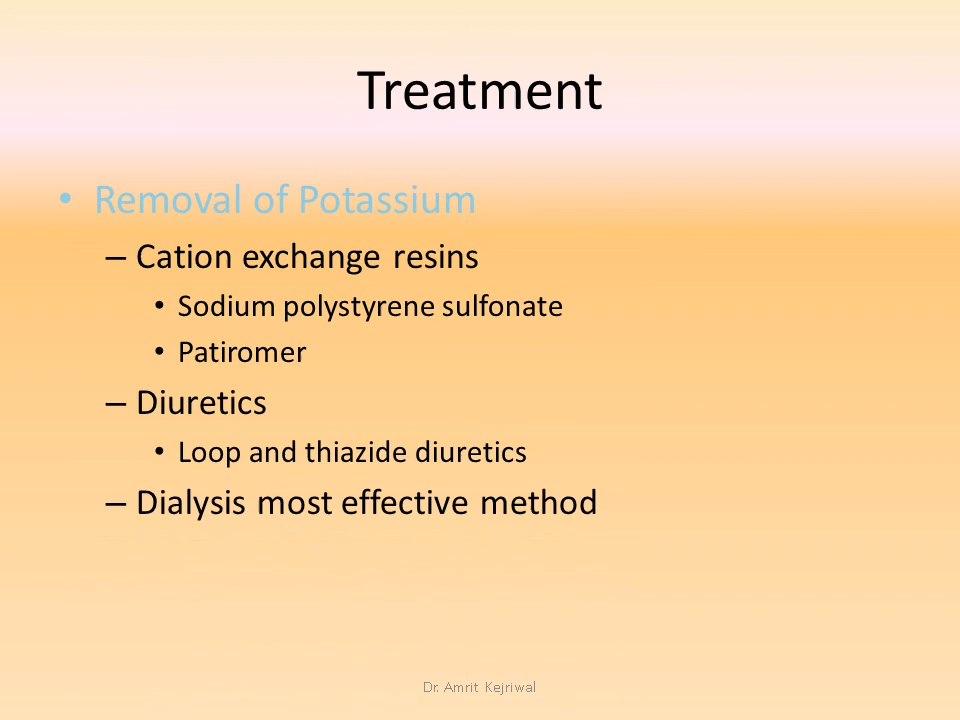 Treatment
• Removal of Potassium
– Cation exchange resins
• Sodium polystyrene sulfonate
• Patiromer
– Diuretics
• Loop and thiazide diuretics
– Dialysis most effective method
Dr. Amrit Kejriwal